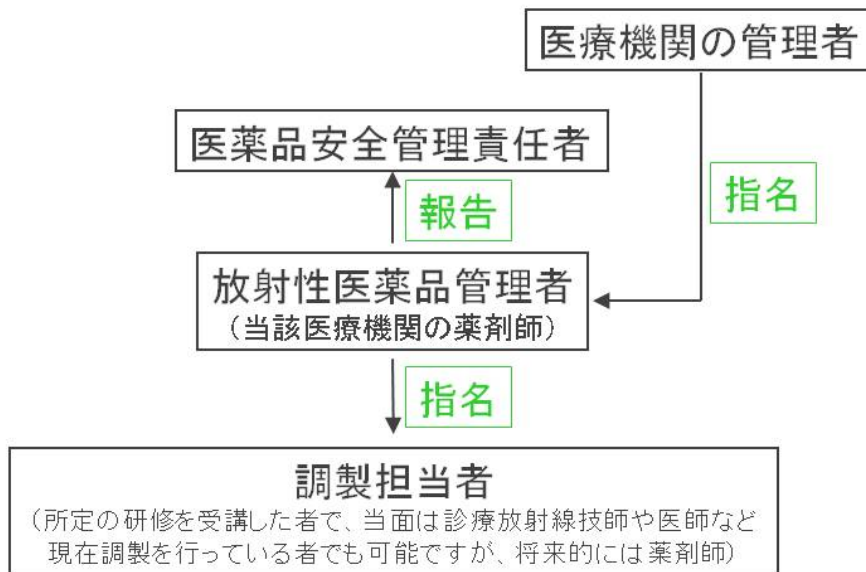 医療機関の管理者
医薬品安全管理責任者
報告
指名
放射性医薬品管理者
（当該医療機関の薬剤師）
指名
調製担当者
（所定の研修を受講した者で、当面は診療放射線技師や医師など
現在調製を行っている者でも可能ですが、将来的には薬剤師）